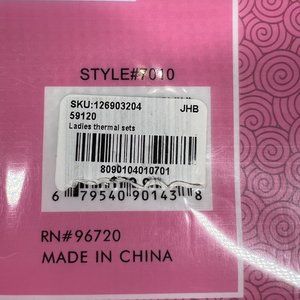 STYLE#7010
SKU:126903204 JHB
59120
Ladies thermal sets
8090104010701
6 79540 90143 8
RN#96720
MADE IN CHINA